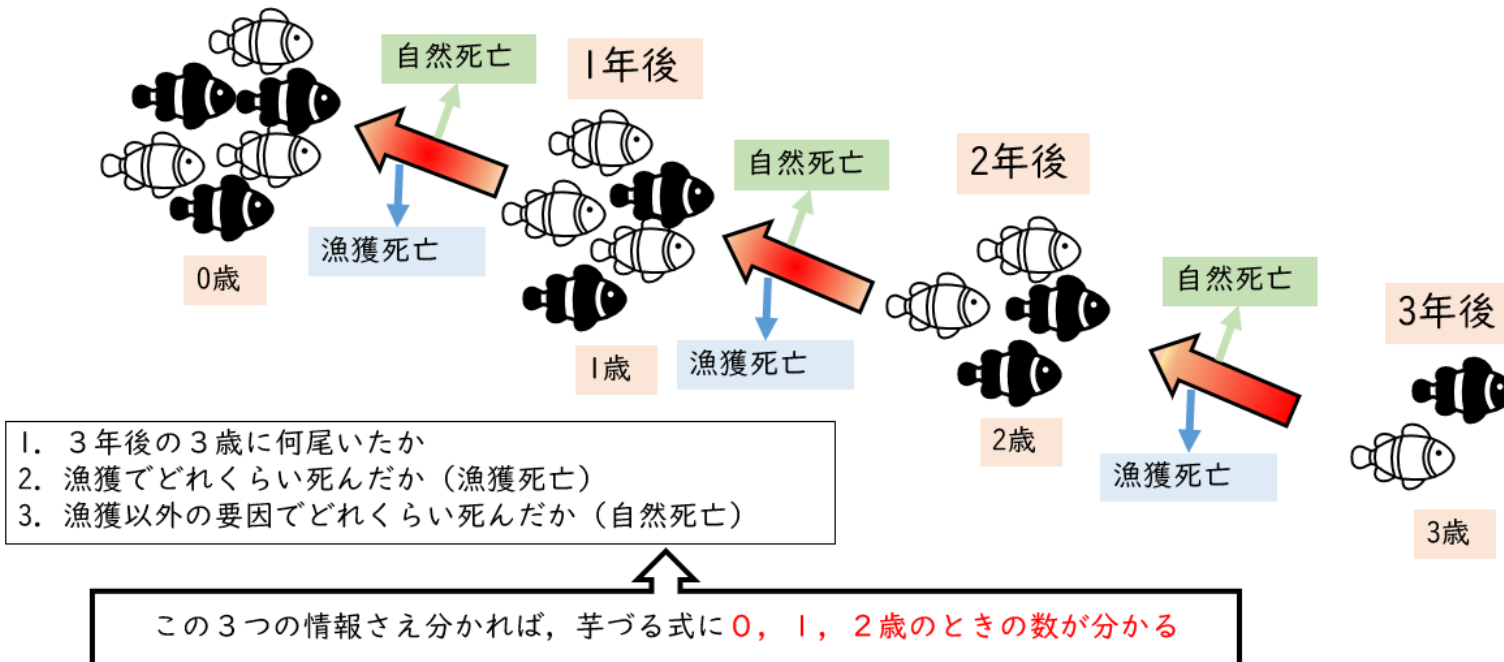 自然死亡
1年後
漁獲死亡
0歳
自然死亡
2年後
1歳
漁獲死亡
自然死亡
3年後
2歳
漁獲死亡
3歳
1. 3年後の3歳に何尾いたか
2. 漁獲でどれくらい死んだか（漁獲死亡）
3. 漁獲以外の要因でどれくらい死んだか（自然死亡）
この3つの情報さえ分かれば，芋づる式に0，1，2歳のときの数が分かる